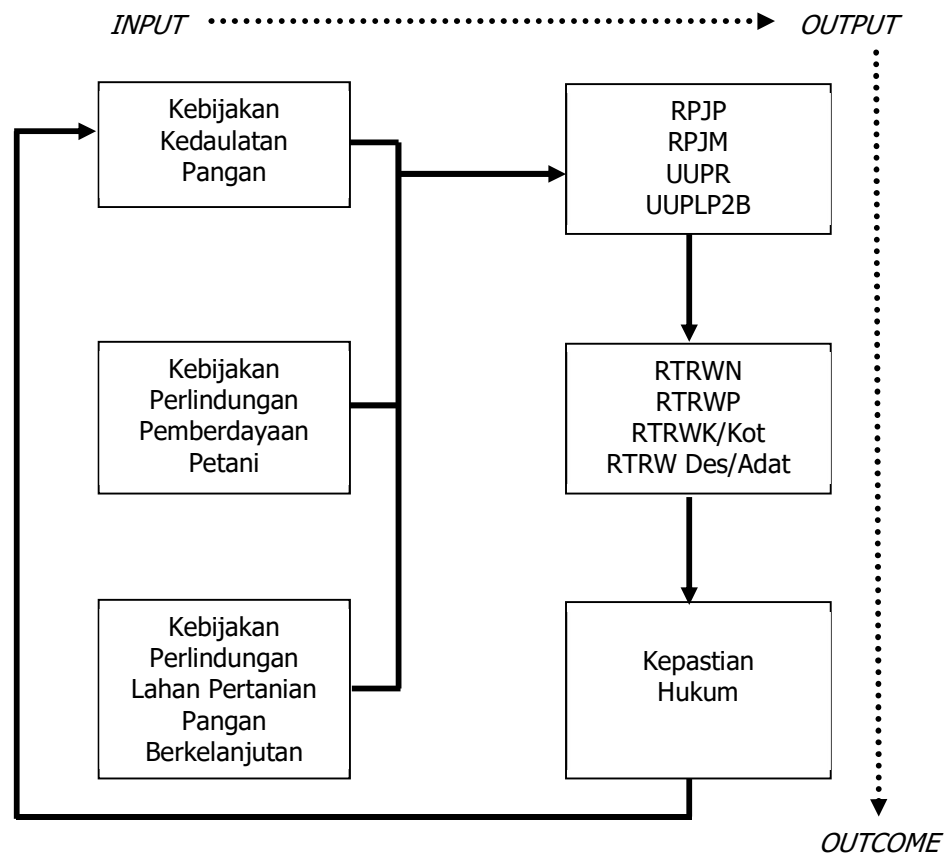 INPUT
OUTPUT
Kebijakan
Kedaulatan
Pangan
RPJP
RPJM
UUPR
UUPLP2B
Kebijakan
Perlindungan
Pemberdayaan
Petani
RTRWN
RTRWP
RTRWK/Kot
RTRW Des/Adat
Kebijakan
Perlindungan
Lahan Pertanian
Pangan
Berkelanjutan
Kepastian
Hukum
OUTCOME